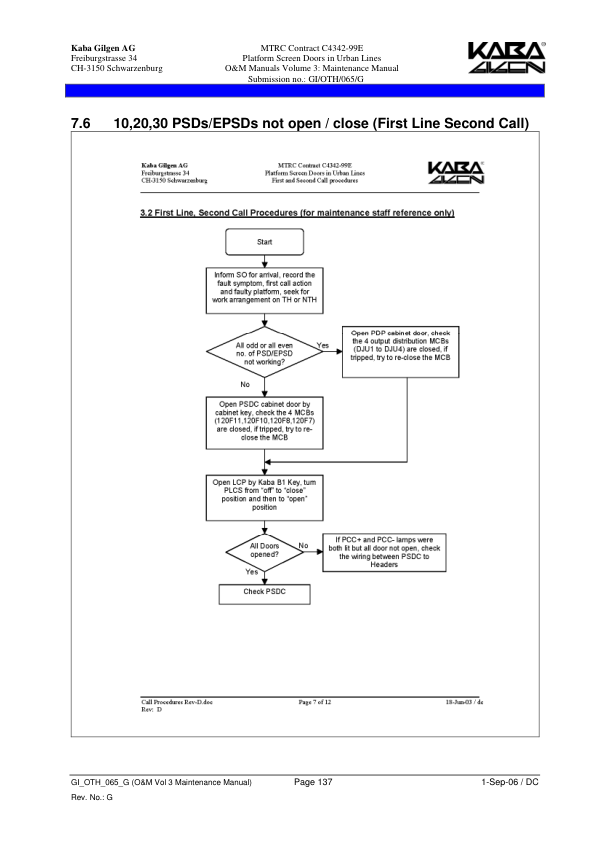 Kaba Gilgen AG
Freiburgstrasse 34
CH-3150 Schwarzenburg
MTRC Contract C4342-99E
Platform Screen Doors in Urban Lines
O&M Manuals Volume 3: Maintenance Manual
Submission no.: GI/OTH/065/G
KABA
GILGEN
7.6 10,20,30 PSDs/EPSDs not open / close (First Line Second Call)
Kaba Gilgen AG
Freiburgstrasse 34
CH-3150 Schwarzenburg
MTRC Contract C4342-99E
Platform Screen Doors in Urban Lines
First and Second Call procedures
KABA
GILGEN
3.2 First Line, Second Call Procedures (for maintenance staff reference only)
Start
Inform SO for arrival, record the
fault symptom, first call action
and faulty platform, seek for
work arrangement on TH or NTH
All odd or all even
no. of PSD/EPSD
not working?
Yes
Open PDP cabinet door, check
the 4 output distribution MCBs
(DJU1 to DJU4) are closed, if
tripped, try to re-close the MCB
No
Open PSDC cabinet door by
cabinet key, check the 4 MCBs
(120F11,120F10,120F8,120F7)
are closed, if tripped, try to re-
close the MCB
Open LCP by Kaba B1 Key, turn
PLCS from “off” to “close”
position and then to “open”
position
All Doors
opened?
No
If PCC+ and PCC- lamps were
both lit but all door not open, check
the wiring between PSDC to
Headers
Yes
Check PSDC
Call Procedures Rev-D.doc
Rev: D
Page 7 of 12
18-Jun-03 / ds
GI_OTH_065_G (O&M Vol 3 Maintenance Manual)
Page 137
1-Sep-06 / DC
Rev. No.: G